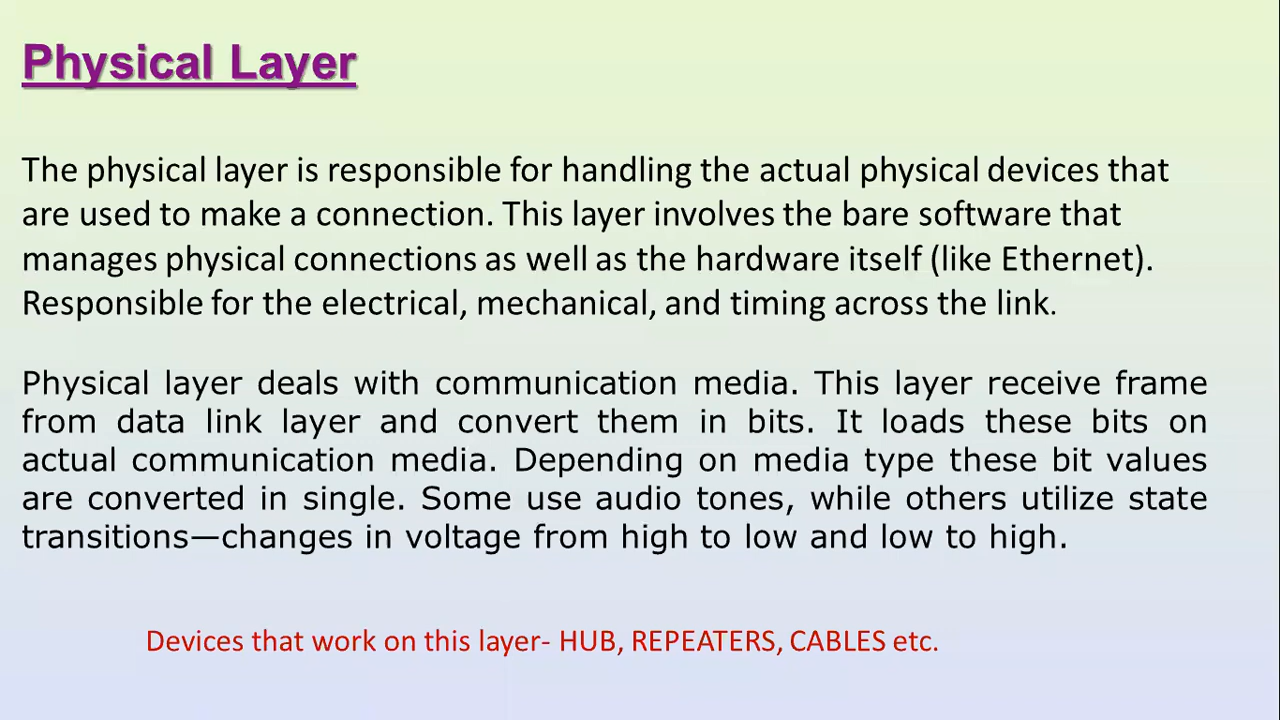 Physical Layer
The physical layer is responsible for handling the actual physical devices that
are used to make a connection. This layer involves the bare software that
manages physical connections as well as the hardware itself (like Ethernet).
Responsible for the electrical, mechanical, and timing across the link.
Physical layer deals with communication media. This layer receive frame
from data link layer and convert them in bits. It loads these bits on
actual communication media. Depending on media type these bit values
are converted in single. Some use audio tones, while others utilize state
transitions—changes in voltage from high to low and low to high.
Devices that work on this layer- HUB, REPEATERS, CABLES etc.